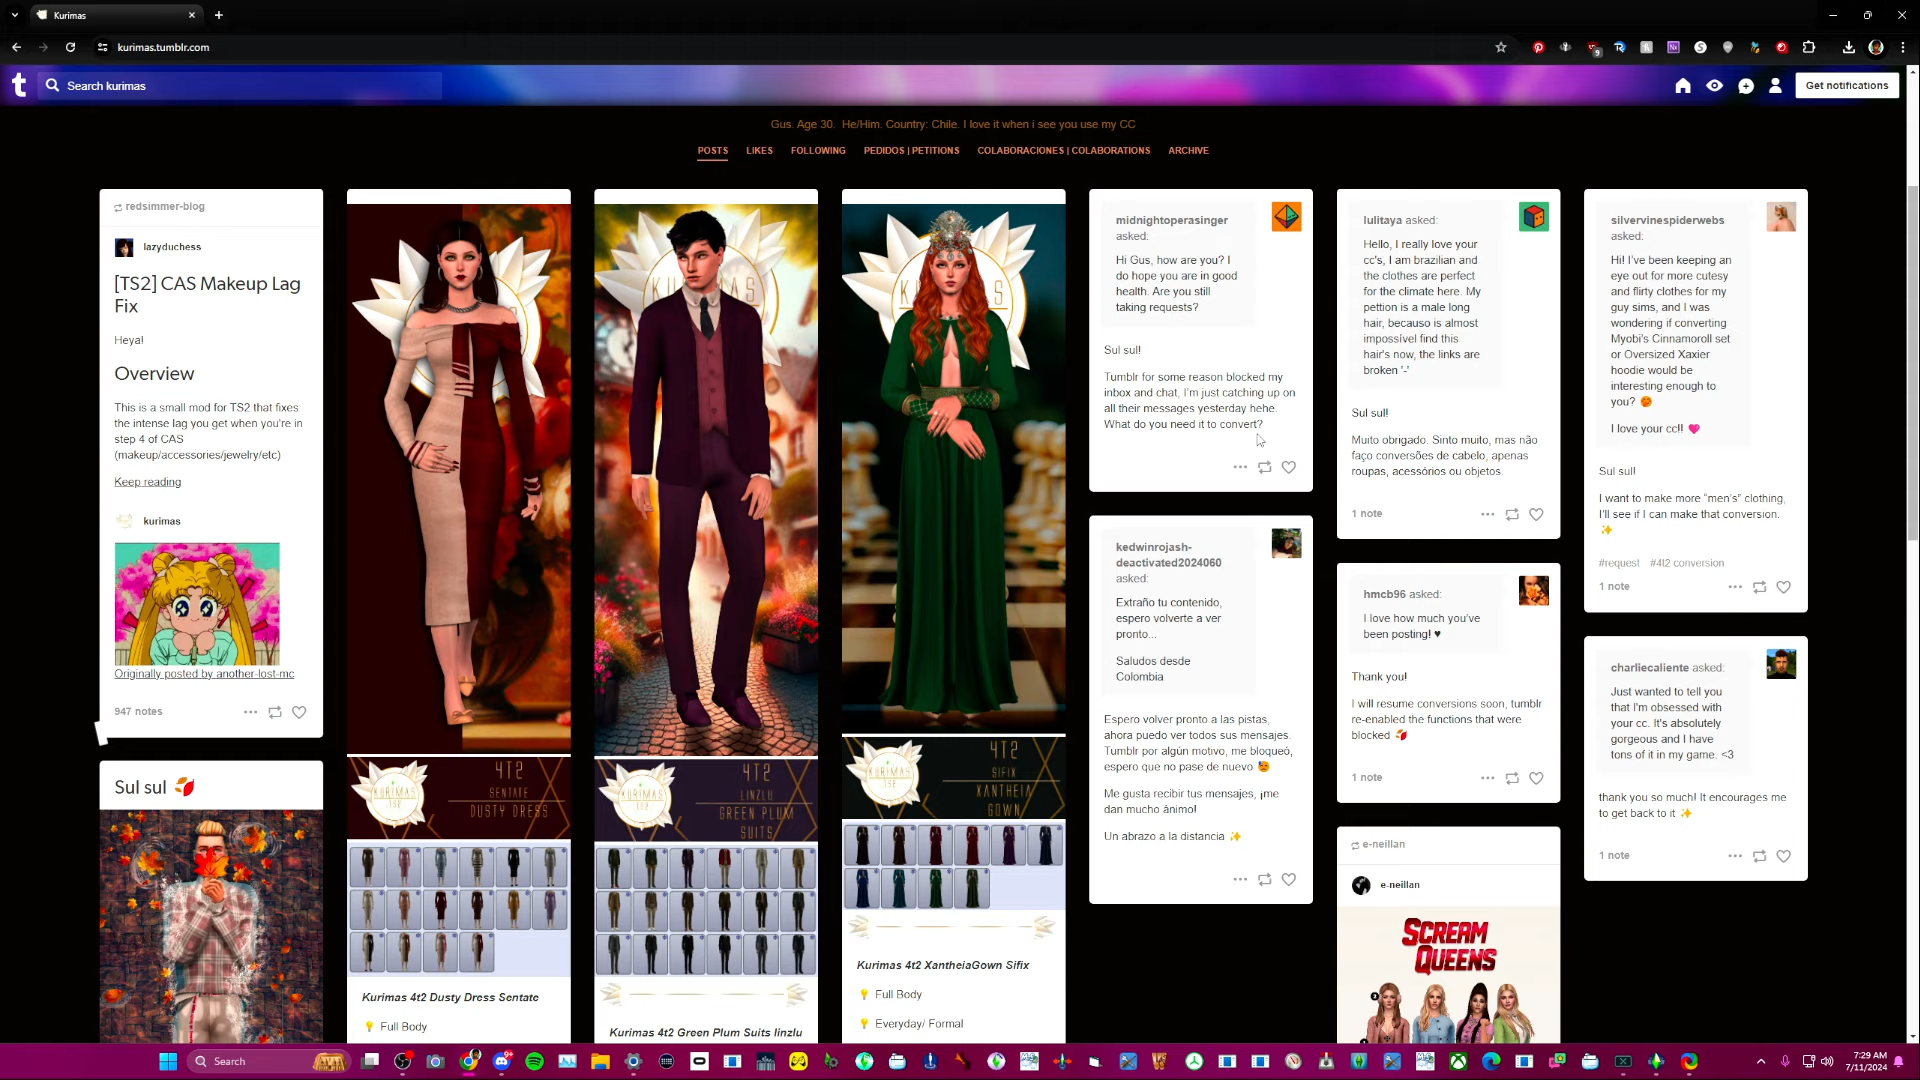 Kurimas
kurimas.tumblr.com
Search kurimas
Get notifications
Gus. Age 30. He/Him. Country: Chile. I love it when i see you use my CC
POSTS
LIKES
FOLLOWING
PEDIDOS | PETITIONS
COLABORACIONES | COLABORATIONS
ARCHIVE
redsimmer-blog
lazyduchess
[TS2] CAS Makeup Lag
Fix
Heya!
Overview
This is a small mod for TS2 that fixes
the intense lag you get when you're in
step 4 of CAS
(makeup/accessories/jewelry/etc)
Keep reading
kurimas
Originally posted by another-lost-mc
947 notes
Sul sul 🍂
KURIMAS
TS2
4T2
SENTATE
DUSTY DRESS
Kurimas 4t2 Dusty Dress Sentate
💡 Full Body
KURIMAS
KURIMAS
TS2
4T2
LINZLU
GREEN PLUM
SUITS
Kurimas 4t2 Green Plum Suits linzlu
KURIMAS
TS2
4T2
SIFIX
XANTHEIA
GOWN
Kurimas 4t2 XantheiaGown Sifix
💡 Full Body
💡 Everyday/ Formal
midnightoperasinger
asked:
Hi Gus, how are you? I
do hope you are in good
health. Are you still
taking requests?
Sul sul!
Tumblr for some reason blocked my
inbox and chat, I'm just catching up on
all their messages yesterday hehe.
What do you need it to convert?
kedwinrojash-
deactivated2024060
asked:
Extraño tu contenido,
espero volverte a ver
pronto...
Saludos desde
Colombia
Espero volver pronto a las pistas,
ahora puedo ver todos sus mensajes.
Tumblr por algún motivo, me bloqueó,
espero que no pase de nuevo 😓
Me gusta recibir tus mensajes, ¡me
dan mucho ánimo!
Un abrazo a la distancia ✨
lulitaya asked:
Hello, I really love your
cc's, I am brazilian and
the clothes are perfect
for the climate here. My
pettion is a male long
hair, becauso is almost
impossível find this
hair's now, the links are
broken '-'
Sul sul!
Muito obrigado. Sinto muito, mas não
faço conversões de cabelo, apenas
roupas, acessórios ou objetos.
1 note
hmcb96 asked:
I love how much you've
been posting! ♥
Thank you!
I will resume conversions soon, tumblr
re-enabled the functions that were
blocked 🍂
1 note
e-neillan
e-neillan
SCREAM
QUEENS
silvervinespiderwebs
asked:
Hi! I've been keeping an
eye out for more cutesy
and flirty clothes for my
guy sims, and I was
wondering if converting
Myobi's Cinnamoroll set
or Oversized Xaxier
hoodie would be
interesting enough to
you? 🥺
I love your cc!! 💗
Sul sul!
I want to make more "men's" clothing,
I'll see if I can make that conversion.
✨
#request #4t2 conversion
1 note
charliecaliente asked:
Just wanted to tell you
that I'm obsessed with
your cc. It's absolutely
gorgeous and I have
tons of it in my game. <3
thank you so much! It encourages me
to get back to it ✨
1 note
Search
7:29 AM
7/11/2024